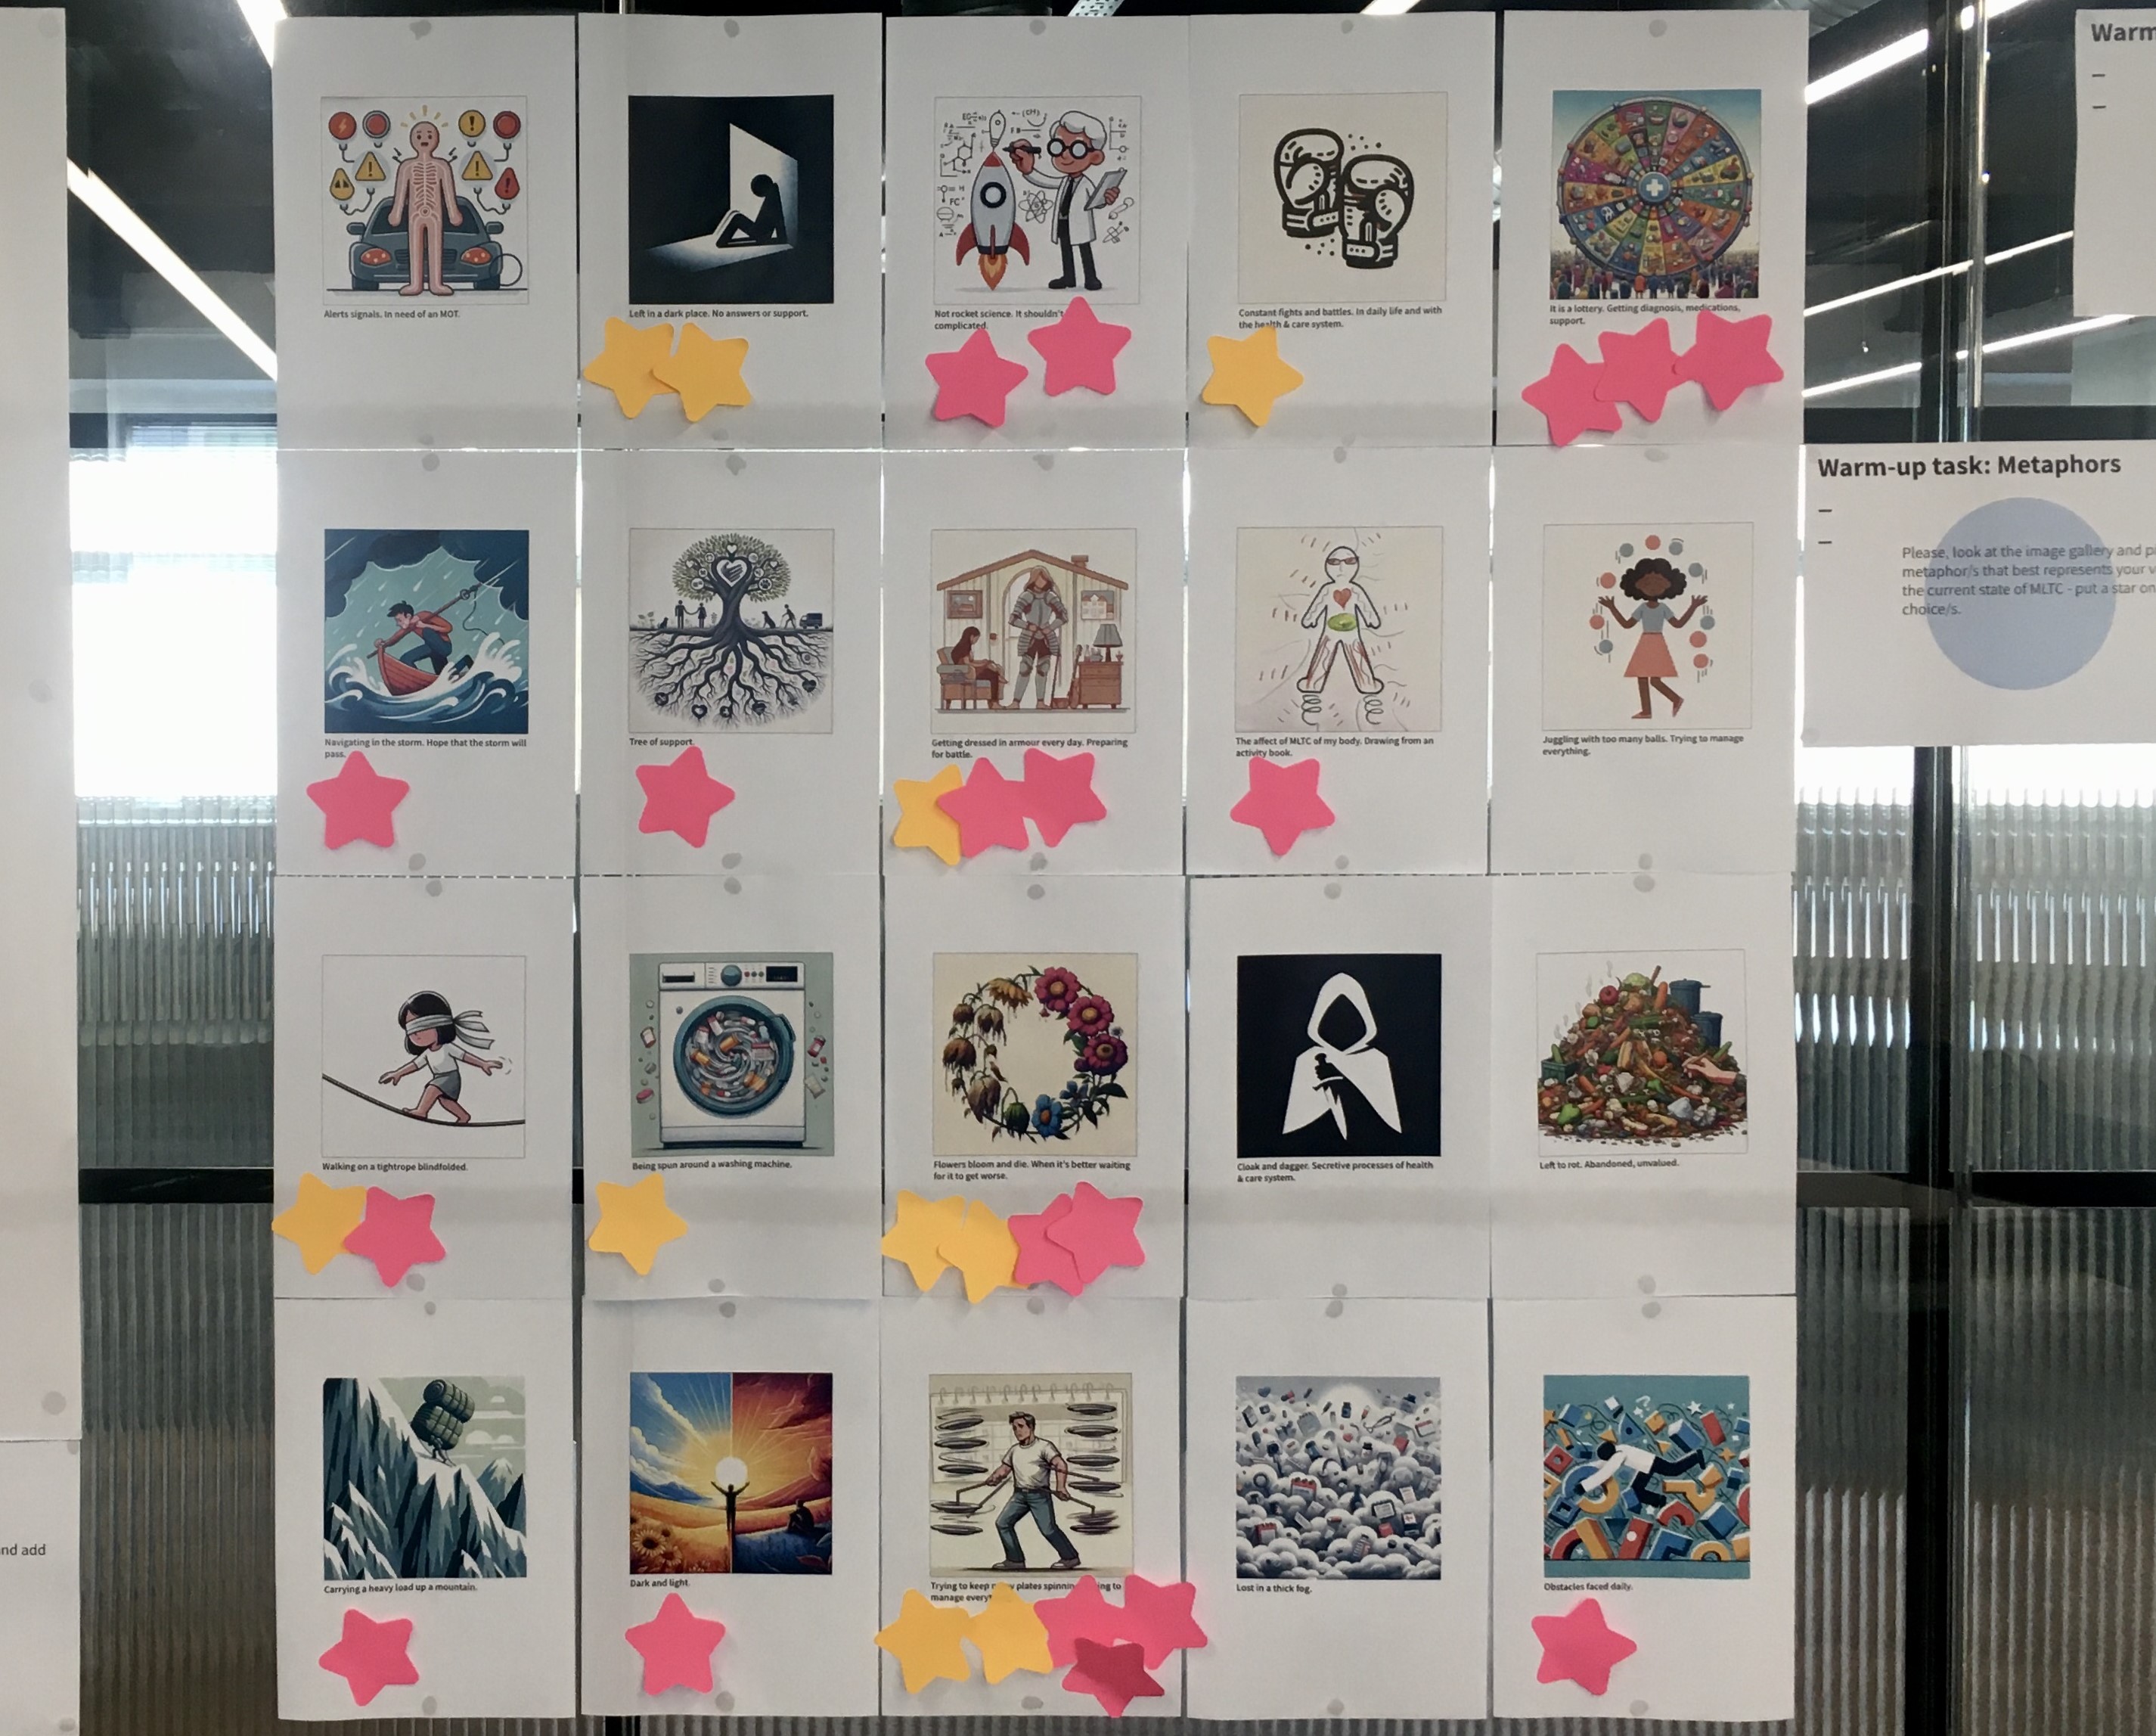 Warm
Alerts signals. In need of an MOT.
Left in a dark place. No answers or support.
Not rocket science. It shouldn't
complicated.
Constant fights and battles. In daily life and with
the health & care system.
It is a lottery. Getting diagnosis, medications,
support.
Warm-up task: Metaphors
Please, look at the image gallery and p
metaphor/s that best represents your v
the current state of MLTC - put a star on
choice/s.
Navigating in the storm. Hope that the storm will
pass.
Tree of support.
Getting dressed in armour every day. Preparing
for battle.
The affect of MLTC of my body. Drawing from an
activity book.
Juggling with too many balls. Trying to manage
everything.
Walking on a tightrope blindfolded.
Being spun around a washing machine.
Flowers bloom and die. When it's better waiting
for it to get worse.
Cloak and dagger. Secretive processes of health
& care system.
Left to rot. Abandoned, unvalued.
nd add
Carrying a heavy load up a mountain.
Dark and light.
Trying to keep plates spinnin to
manage every
Lost in a thick fog.
Obstacles faced daily.